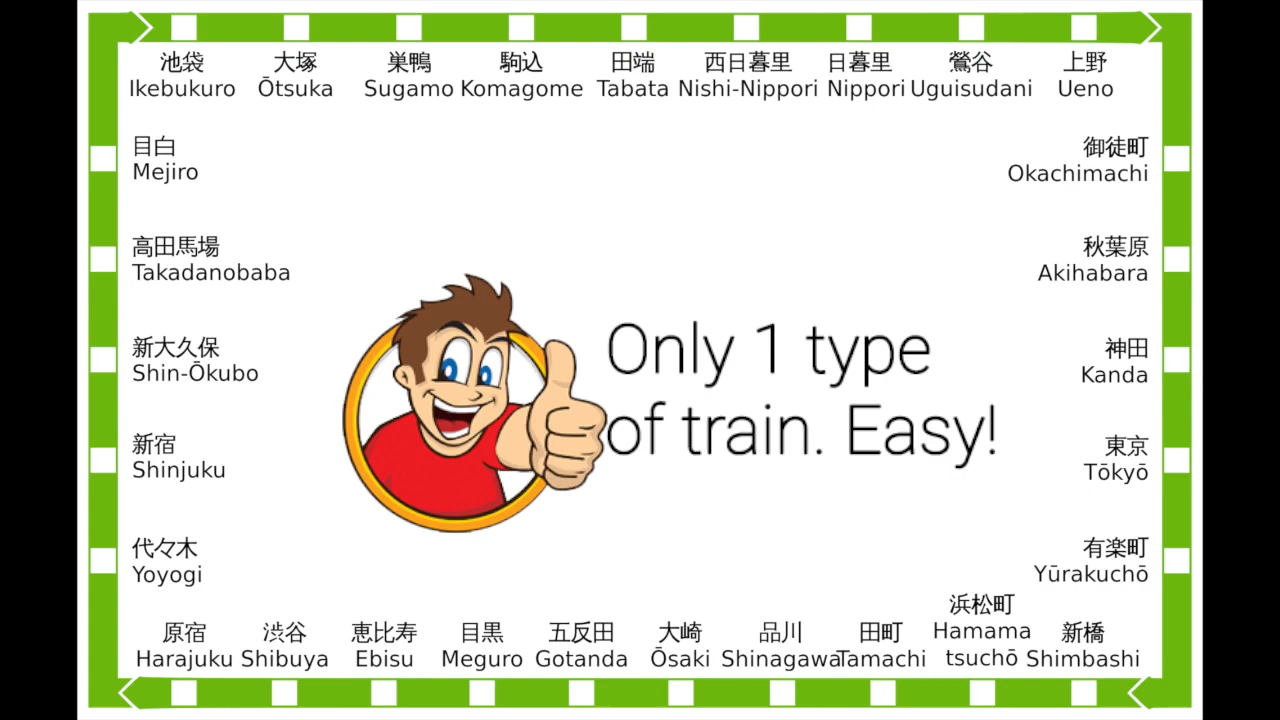 池袋
Ikebukuro
大塚
Ōtsuka
巣鴨
Sugamo
駒込
Komagome
田端
Tabata
西日暮里
Nishi-Nippori
日暮里
Nippori
鶯谷
Uguisudani
上野
Ueno
目白
Mejiro
御徒町
Okachimachi
高田馬場
Takadanobaba
秋葉原
Akihabara
新大久保
Shin-Ōkubo
神田
Kanda
新宿
Shinjuku
東京
Tōkyō
代々木
Yoyogi
有楽町
Yūrakuchō
Only 1 type
of train. Easy!
原宿
Harajuku
渋谷
Shibuya
恵比寿
Ebisu
目黒
Meguro
五反田
Gotanda
大崎
Ōsaki
品川
Shinagawa
田町
Tamachi
浜松町
Hamama
tsuchō
新橋
Shimbashi